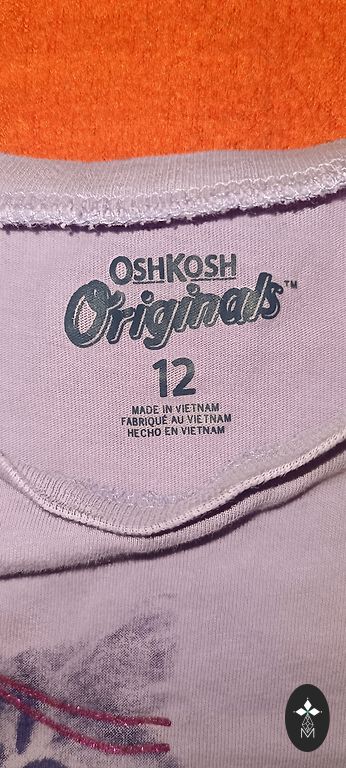 OSHKOSH
Originals™
12
MADE IN VIETNAM
FABRIQUÉ AU VIETNAM
HECHO EN VIETNAM
M